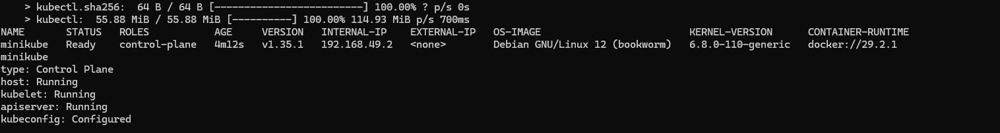 > kubectl.sha256:  64 B / 64 B [-------------------------] 100.00% ? p/s 0s
    > kubectl:  55.88 MiB / 55.88 MiB [----------] 100.00% 114.93 MiB p/s 700ms
NAME       STATUS   ROLES           AGE     VERSION   INTERNAL-IP    EXTERNAL-IP   OS-IMAGE                         KERNEL-VERSION      CONTAINER-RUNTIME
minikube   Ready    control-plane   4m12s   v1.35.1   192.168.49.2   <none>        Debian GNU/Linux 12 (bookworm)   6.8.0-110-generic   docker://29.2.1
minikube
type: Control Plane
host: Running
kubelet: Running
apiserver: Running
kubeconfig: Configured